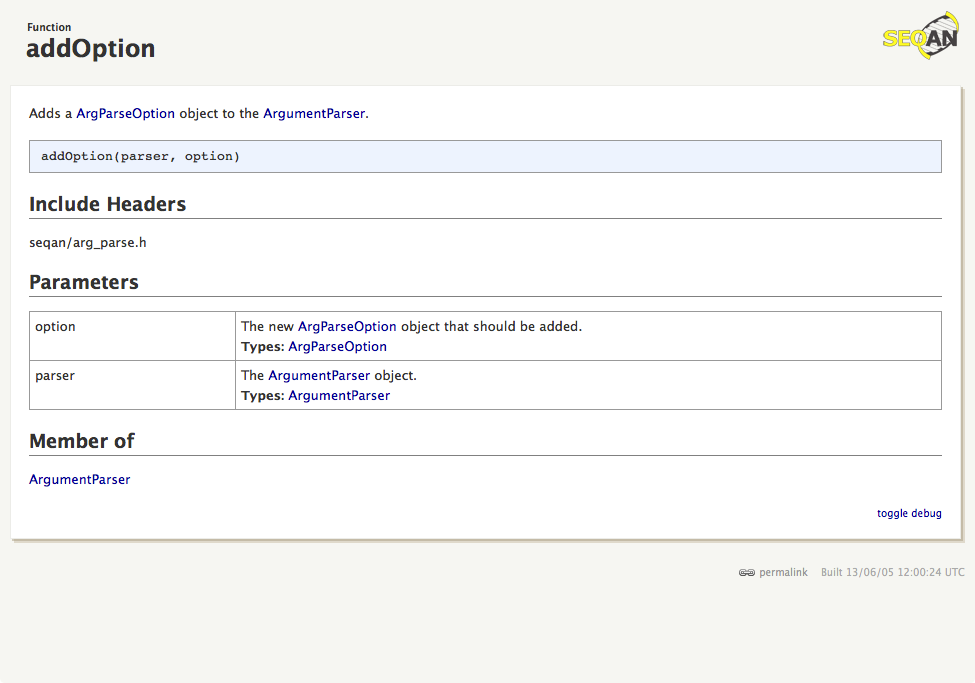 Function
addOption
SEQAN
Adds a ArgParseOption object to the ArgumentParser.
addOption(parser, option)
Include Headers
seqan/arg_parse.h
Parameters
option
The new ArgParseOption object that should be added.
Types: ArgParseOption
parser
The ArgumentParser object.
Types: ArgumentParser
Member of
ArgumentParser
toggle debug
permalink Built 13/06/05 12:00:24 UTC